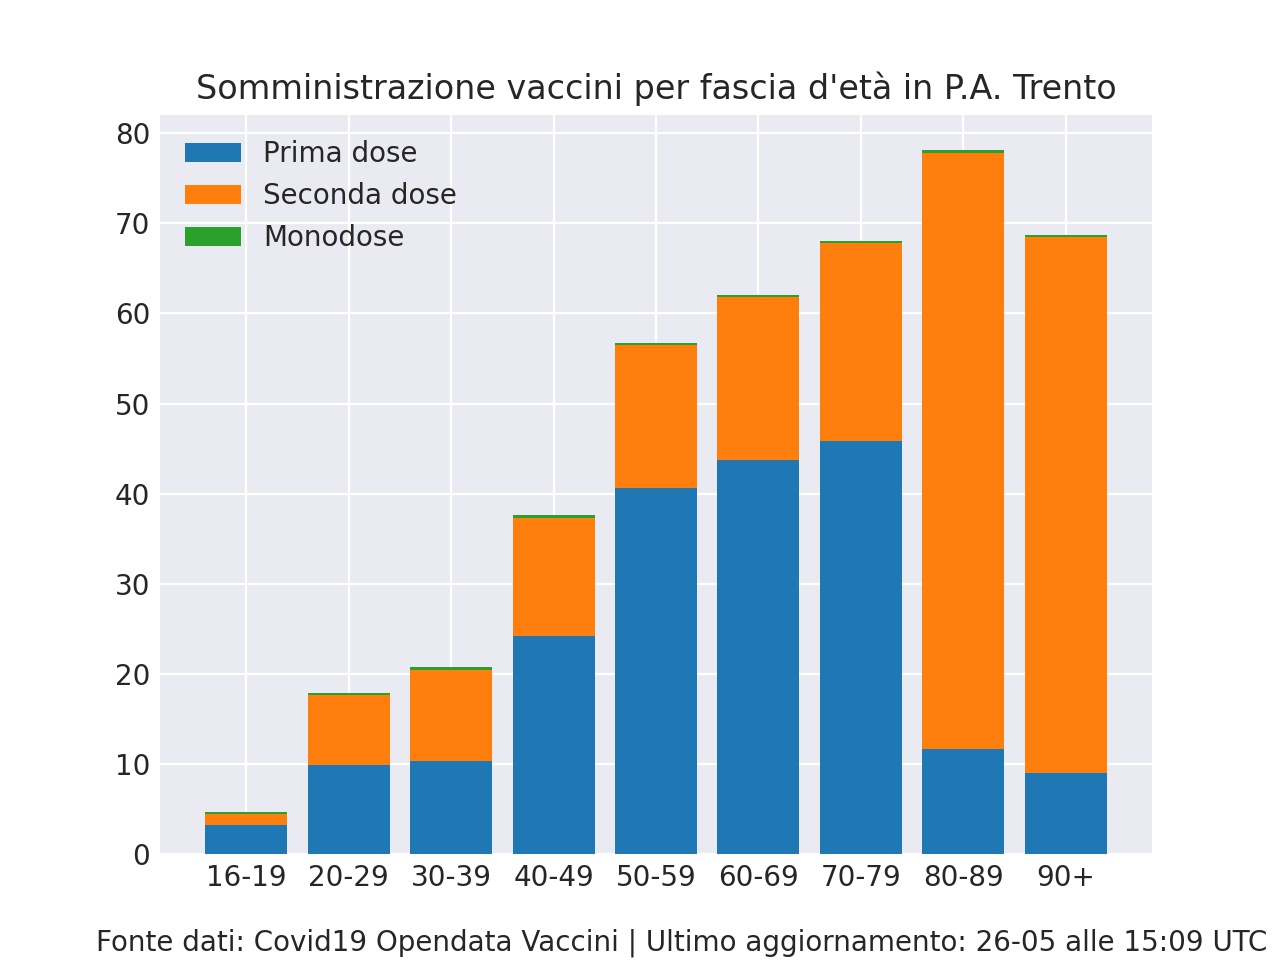 Somministrazione vaccini per fascia d'età in P.A. Trento
80
70
60
50
40
30
20
10
0
Prima dose
Seconda dose
Monodose
16-19 20-29 30-39 40-49 50-59 60-69 70-79 80-89 90+
Fonte dati: Covid19 Opendata Vaccini | Ultimo aggiornamento: 26-05 alle 15:09 UTC